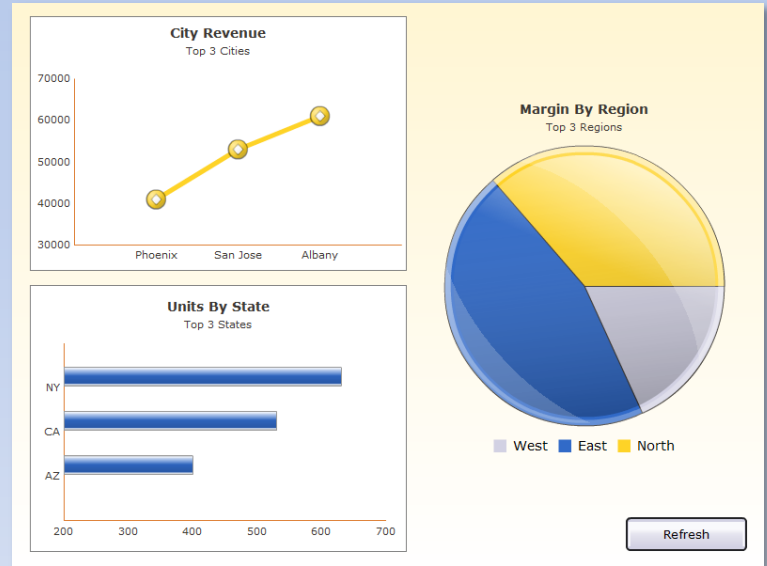 City Revenue
Top 3 Cities
70000
60000
50000
40000
30000
Phoenix San Jose Albany
Units By State
Top 3 States
NY
CA
AZ
200 300 400 500 600 700
Margin By Region
Top 3 Regions
West East North
Refresh